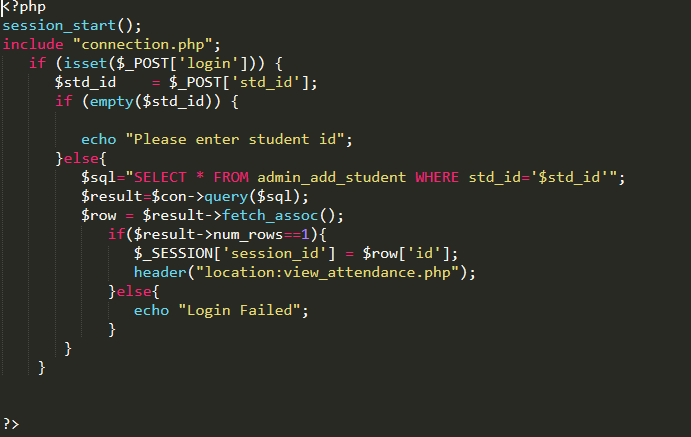 <?php
session_start();
include "connection.php";
if (isset($_POST['login'])) {
$std_id    = $_POST['std_id'];
if (empty($std_id)) {
echo "Please enter student id";
}else{
$sql="SELECT * FROM admin_add_student WHERE std_id='$std_id'";
$result=$con->query($sql);
$row = $result->fetch_assoc();
if($result->num_rows==1){
$_SESSION['session_id'] = $row['id'];
header("location:view_attendance.php");
}else{
echo "Login Failed";
}
}
}
?>